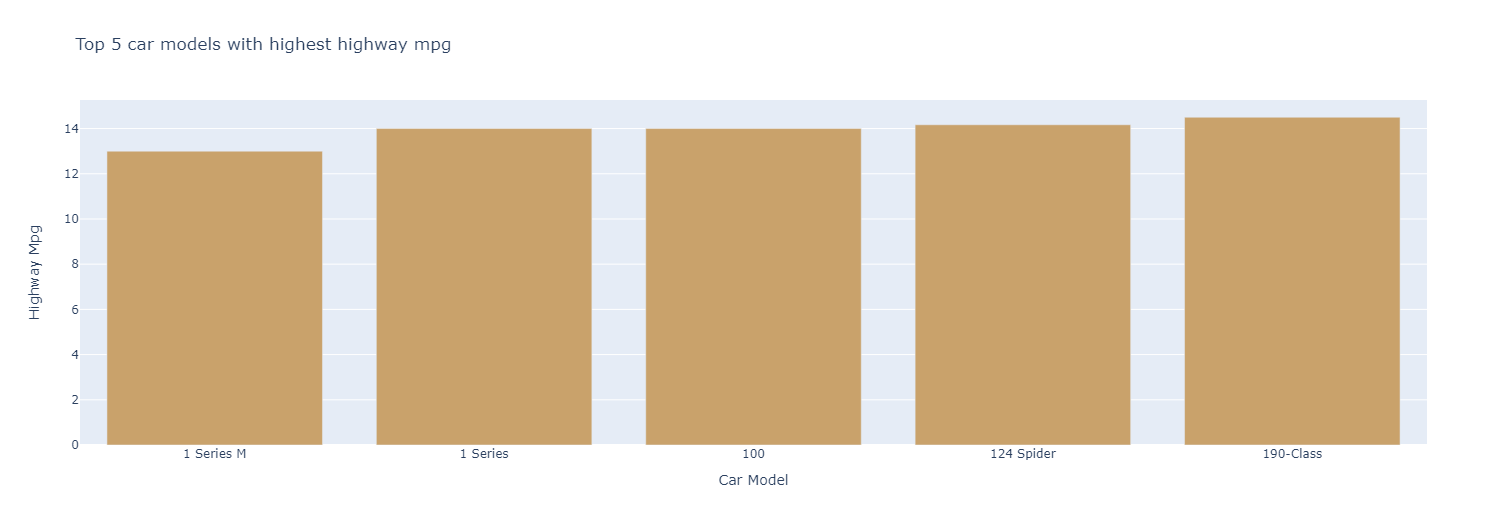 Top 5 car models with highest highway mpg
Highway Mpg
14
12
10
8
6
4
2
0
1 Series M
1 Series
100
124 Spider
190-Class
Car Model